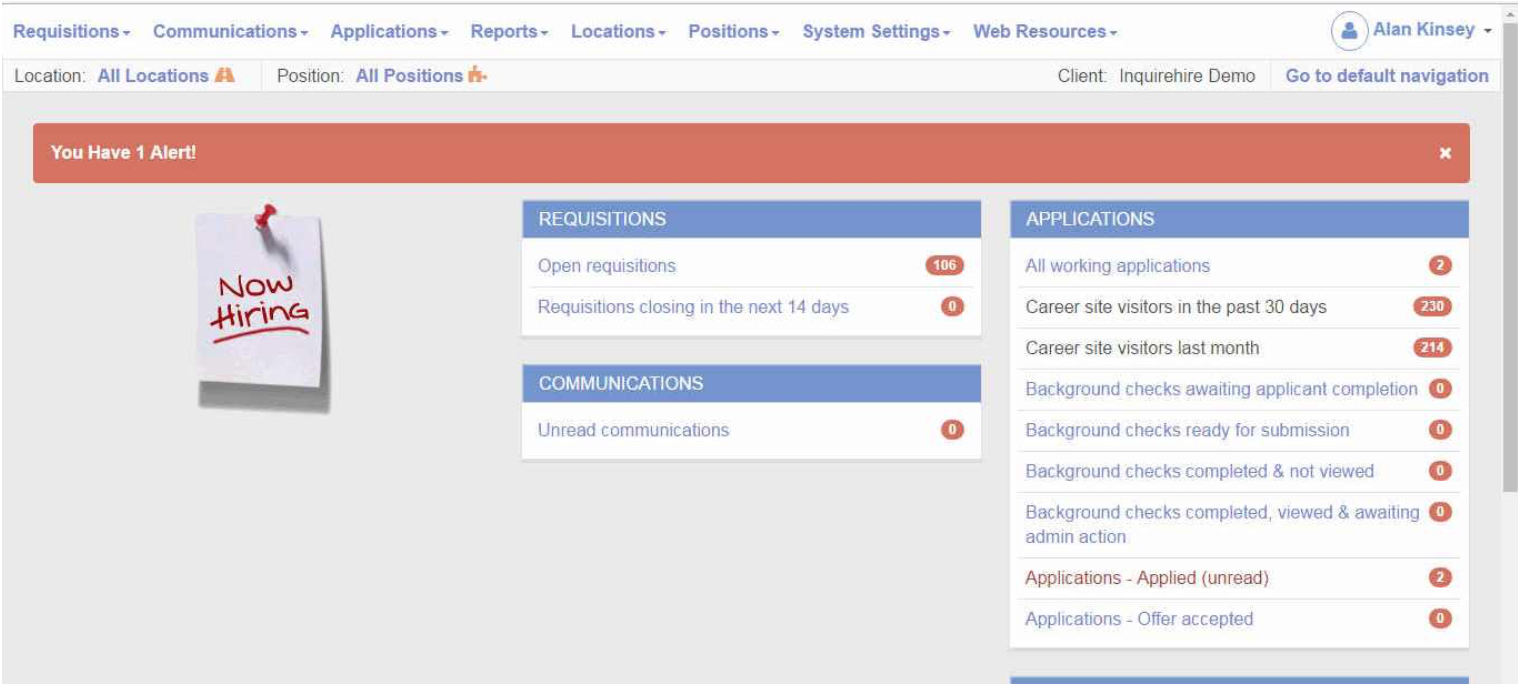 Requisitions Communications Applications Reports Locations Positions System Settings Web Resources Alan Kinsey
Location: All Locations Position: All Positions Client: Inquirehire Demo Go to default navigation
You Have 1 Alert! ×
Now
Hiring
REQUISITIONS
Open requisitions 106
Requisitions closing in the next 14 days 0
COMMUNICATIONS
Unread communications 0
APPLICATIONS
All working applications 2
Career site visitors in the past 30 days 230
Career site visitors last month 214
Background checks awaiting applicant completion 0
Background checks ready for submission 0
Background checks completed & not viewed 0
Background checks completed, viewed & awaiting 0
admin action
Applications - Applied (unread) 2
Applications - Offer accepted 0